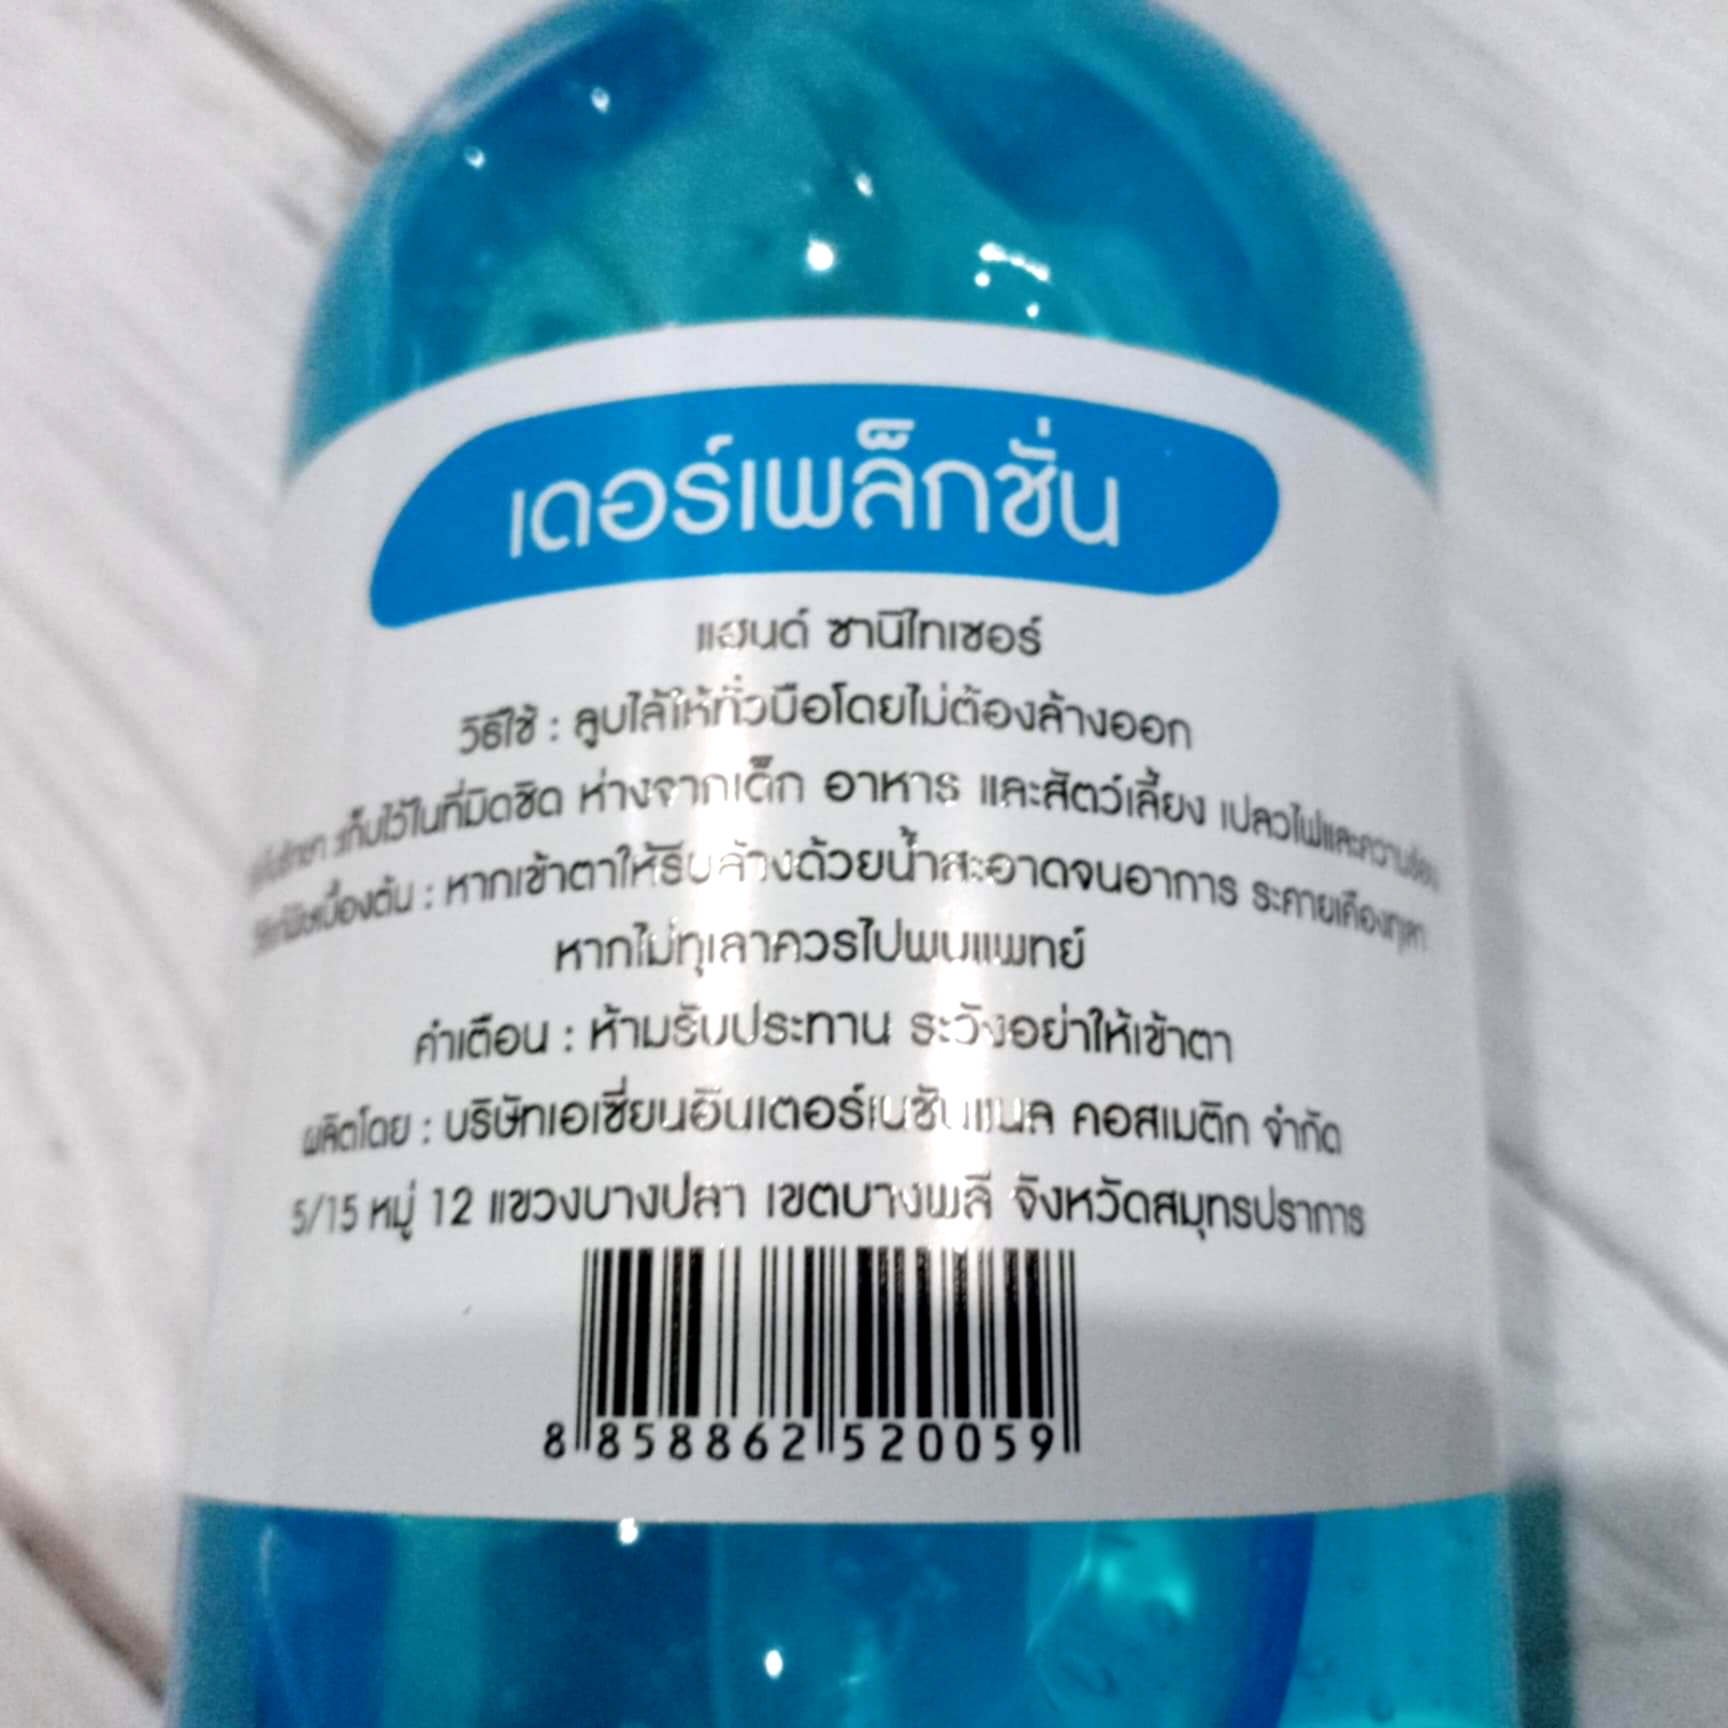 เดอร์เพล็กชั่น
แฮนด์ ซานิไทเซอร์
วิธีใช้ : ลูบไล้ให้ทั่วมือโดยไม่ต้องล้างออก
เก็บไว้ในที่มิดชิด ห่างจากเด็ก อาหาร และสัตว์เลี้ยง เปลวไฟและความร้อน
เบื้องต้น : หากเข้าตาให้รีบล้างด้วยน้ำสะอาดจนอาการ ระคายเคืองทุเลา
หากไม่ทุเลาควรไปพบแพทย์
คำเตือน : ห้ามรับประทาน ระวังอย่าให้เข้าตา
ผลิตโดย : บริษัทเอเซี่ยนอินเตอร์เนชันแนล คอสเมติก จำกัด
5/15 หมู่ 12 แขวงบางปลา เขตบางพลี จังหวัดสมุทรปราการ
8 858862 520059